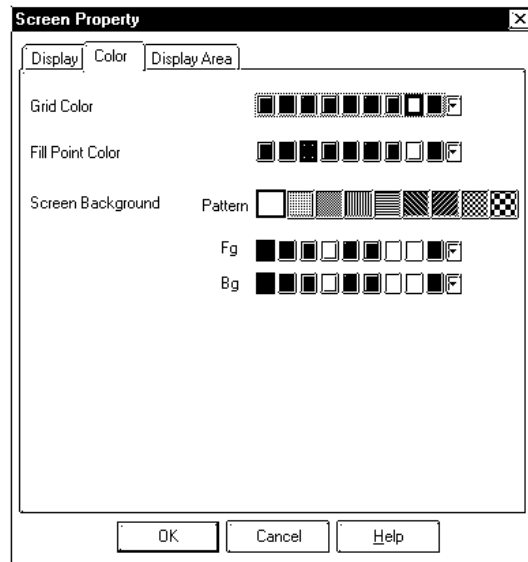 Screen Property
Display Color Display Area
Grid Color
Fill Point Color
Screen Background Pattern
Fg
Bg
OK Cancel Help